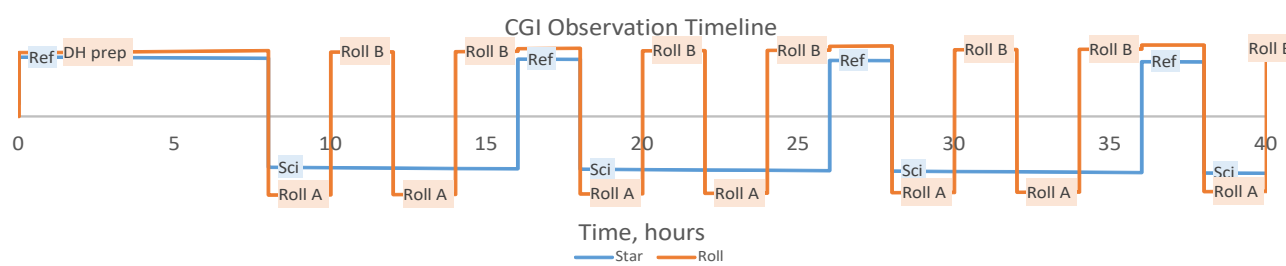 CGI Observation Timeline
Ref DH prep Roll B Roll B Ref Roll B Roll B Ref Roll B Roll B Ref Roll B
0 5 10 15 20 25 30 35 40
Sci Sci Sci Sci
Roll A Roll A Roll A Roll A Roll A Roll A Roll A
Time, hours
Star Roll